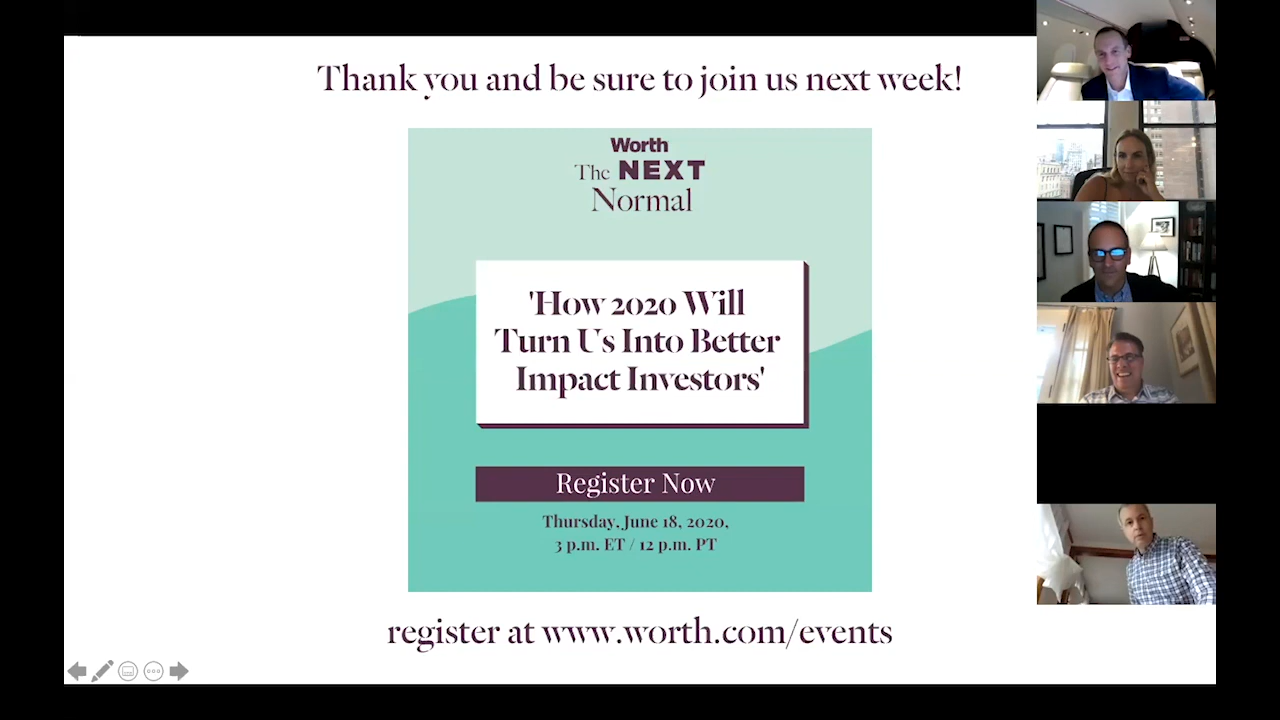 Thank you and be sure to join us next week!
Worth
The NEXT
Normal
'How 2020 Will
Turn Us Into Better
Impact Investors'
Register Now
Thursday, June 18, 2020,
3 p.m. ET / 12 p.m. PT
register at www.worth.com/events